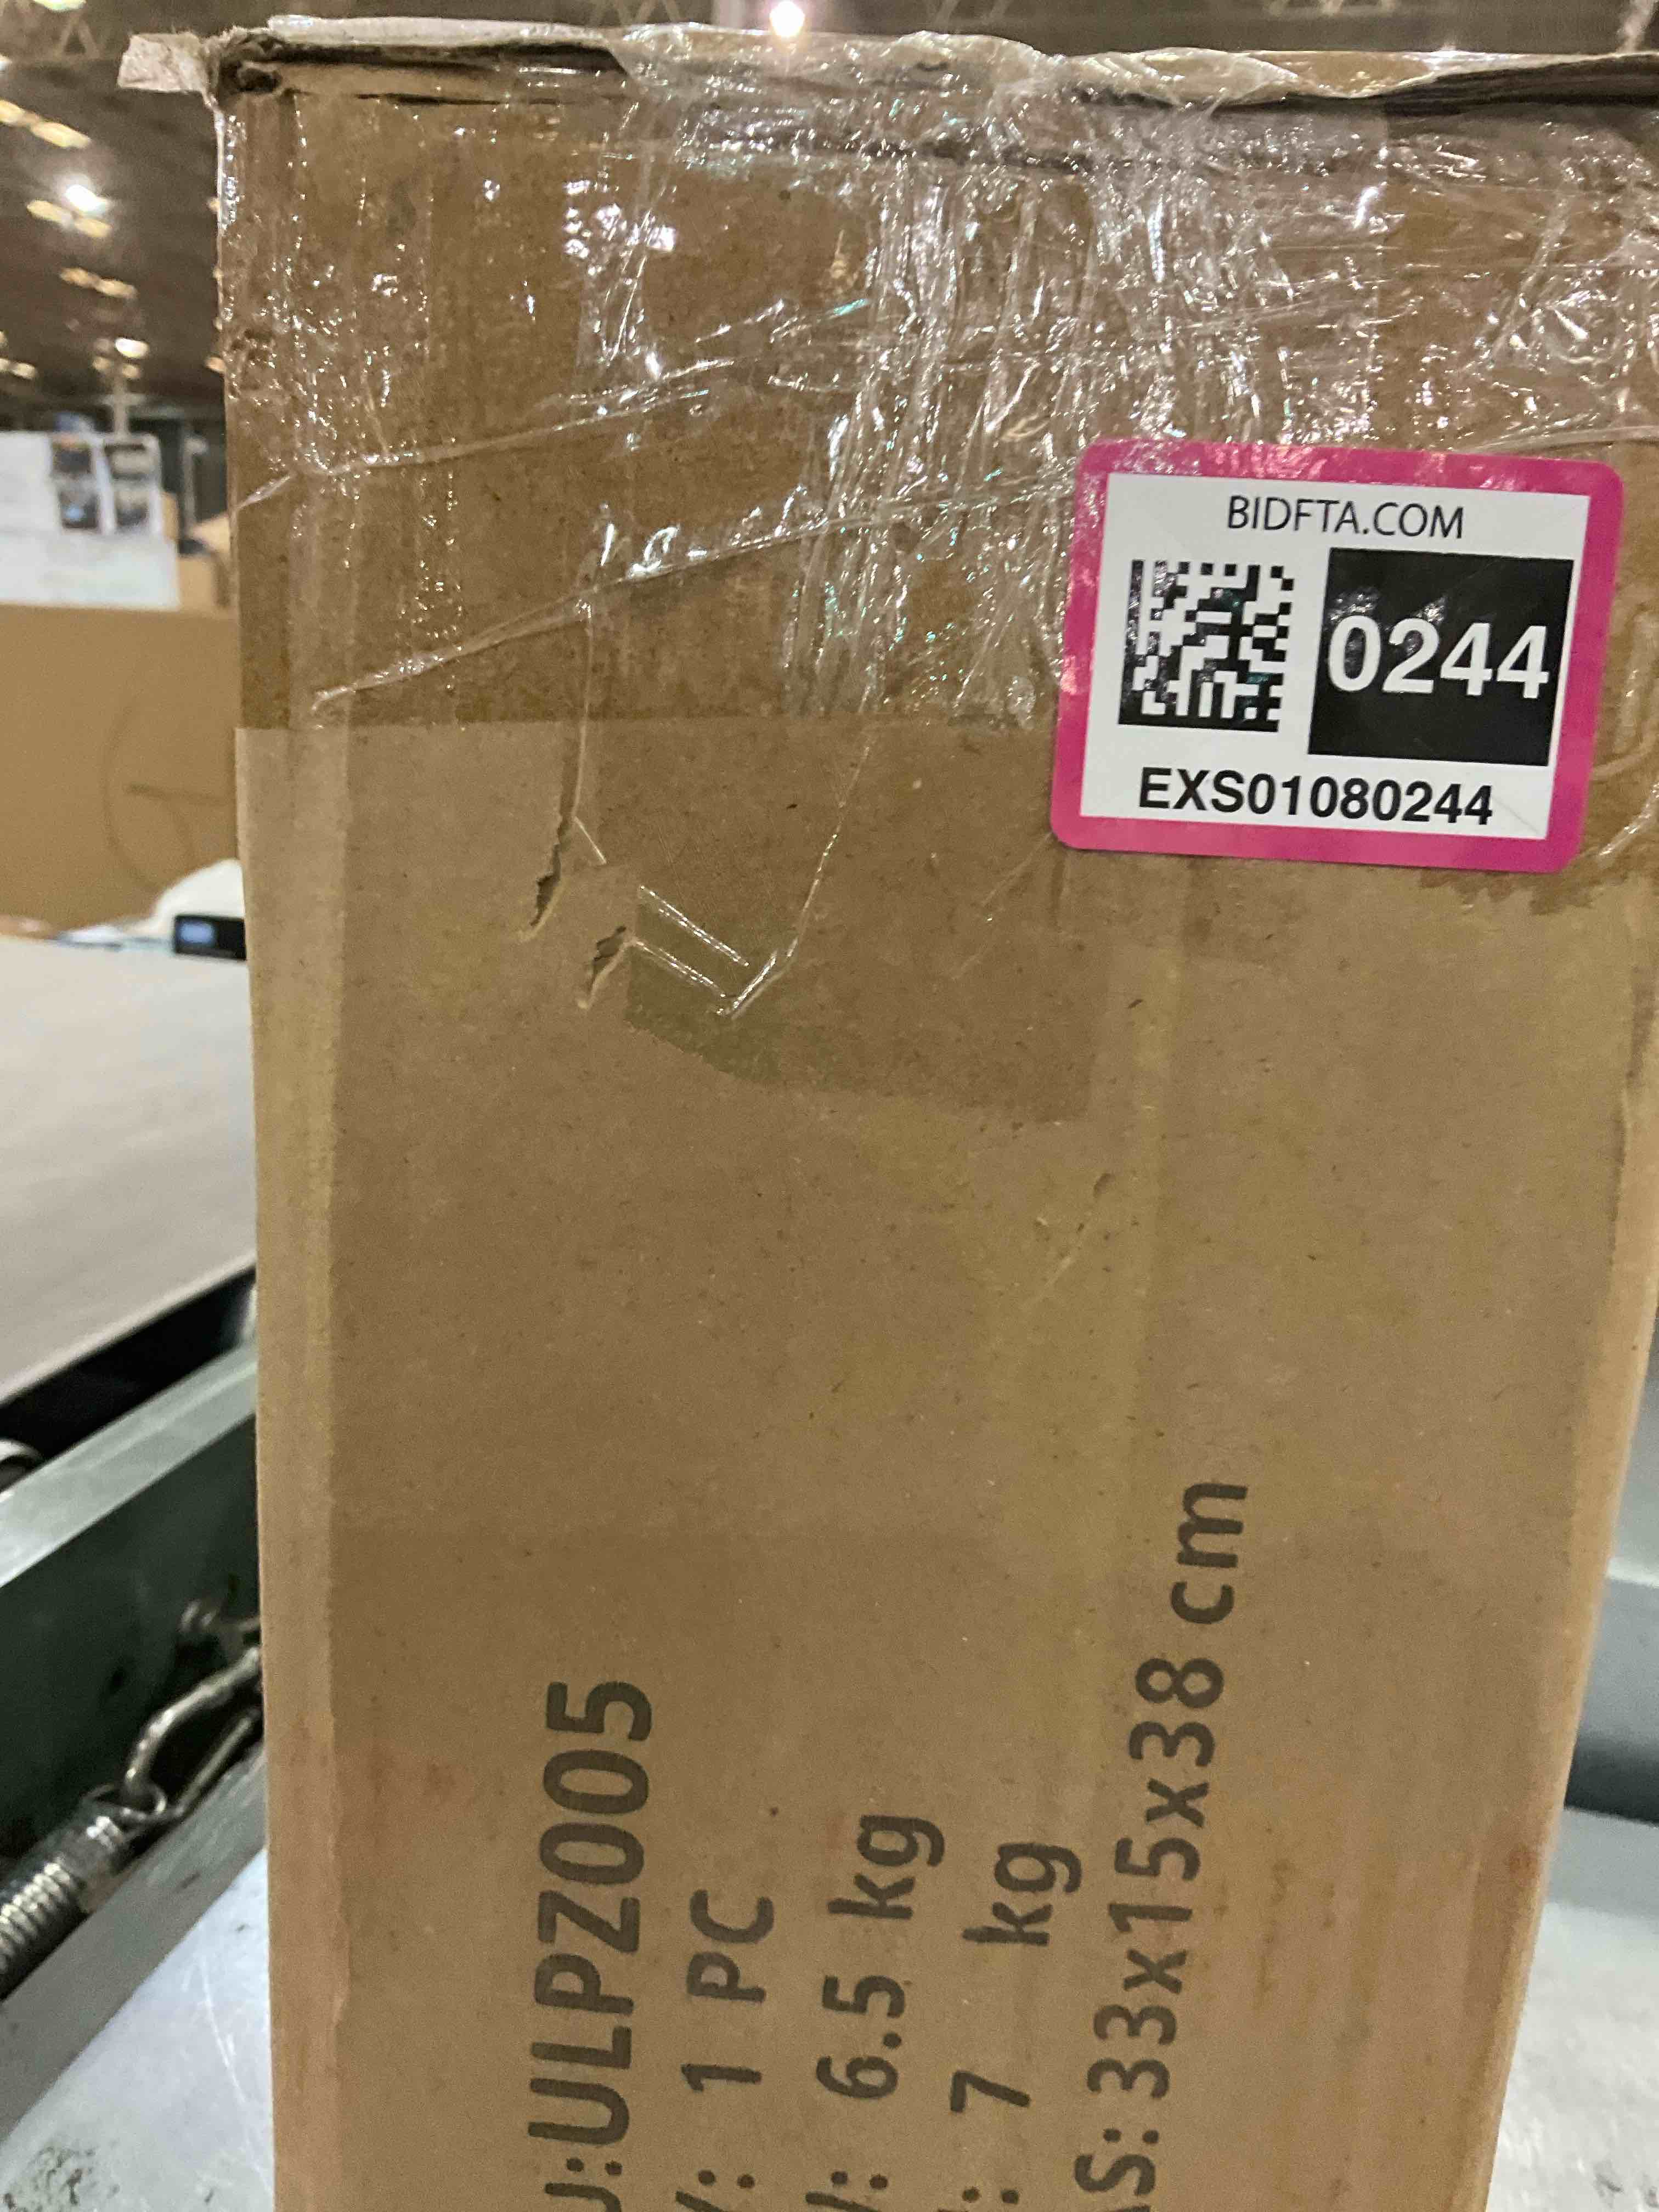 BIDFTA.COM
0244
EXS01080244
:ULPZ005
: 1 PC
: 6.5 kg
: 7 kg
S: 33x15x38 cm